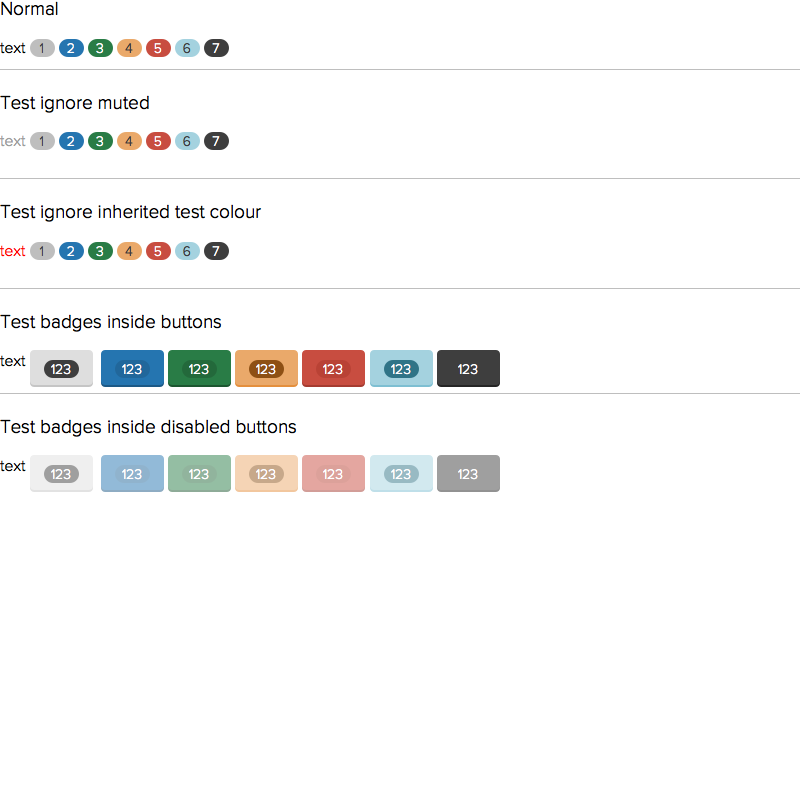 Normal
text 1 2 3 4 5 6 7
Test ignore muted
text 1 2 3 4 5 6 7
Test ignore inherited test colour
text 1 2 3 4 5 6 7
Test badges inside buttons
text 123 123 123 123 123 123 123
Test badges inside disabled buttons
text 123 123 123 123 123 123 123